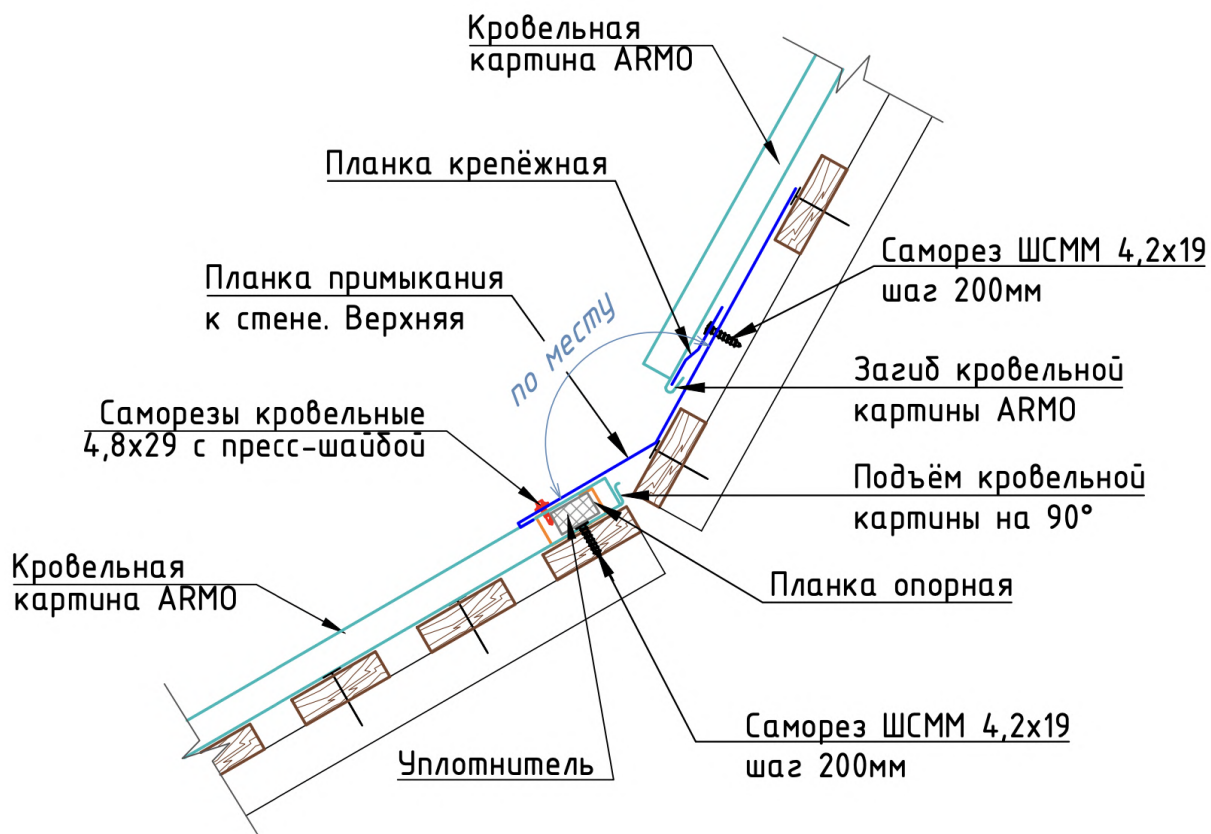 Кровельная
картина ARMO
Планка крепёжная
Саморез ШСММ 4,2х19
шаг 200мм
Планка примыкания
к стене. Верхняя
по месту
Загиб кровельной
картины ARMO
Саморезы кровельные
4,8х29 с пресс-шайбой
Подъём кровельной
картины на 90°
Кровельная
картина ARMO
Планка опорная
Саморез ШСММ 4,2х19
шаг 200мм
Уплотнитель